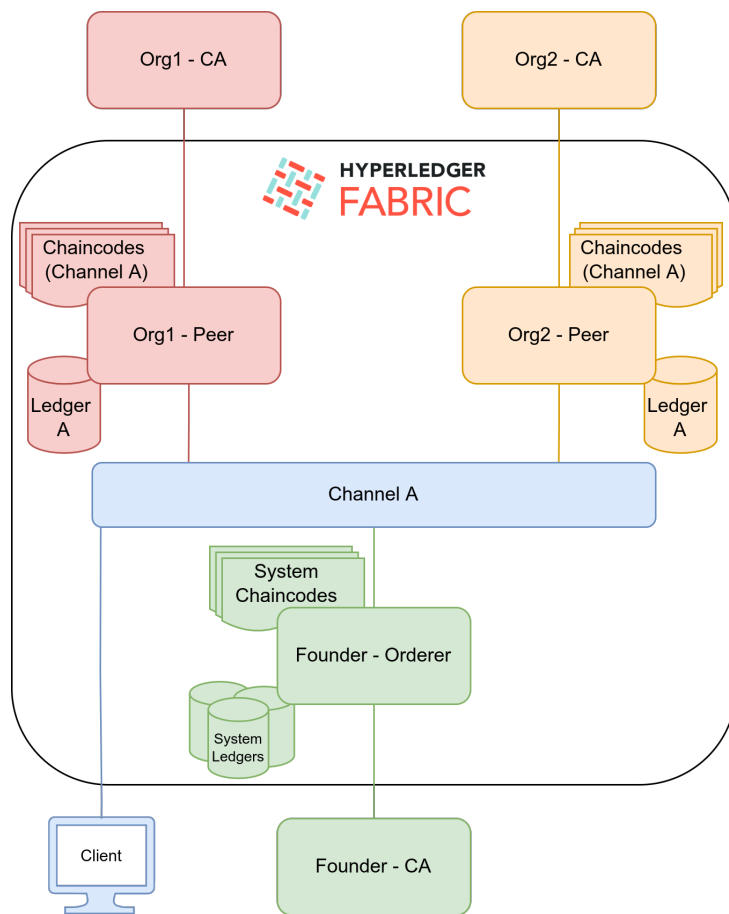 Org1 - CA
Org2 - CA
HYPERLEDGER
FABRIC
Chaincodes
(Channel A)
Chaincodes
(Channel A)
Org1 - Peer
Org2 - Peer
Ledger
A
Ledger
A
Channel A
System
Chaincodes
Founder - Orderer
System
Ledgers
Client
Founder - CA